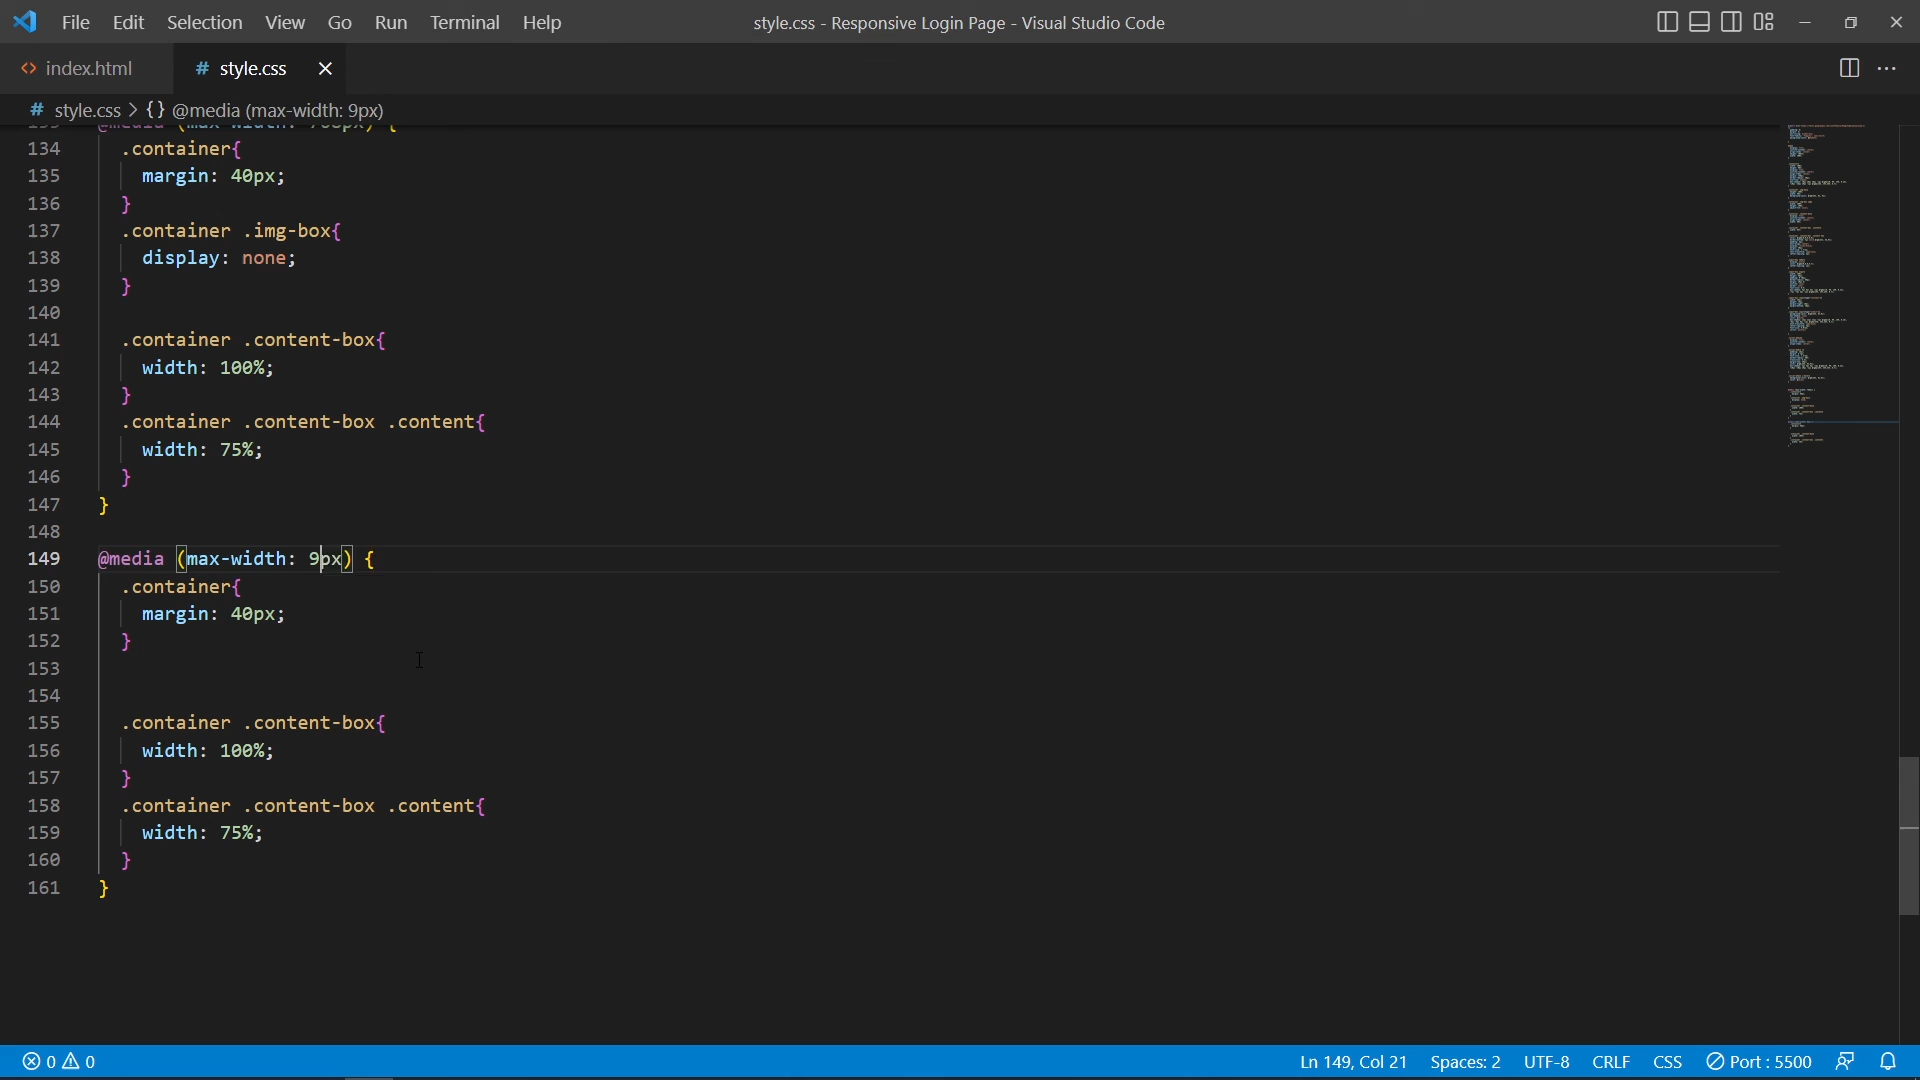 File Edit Selection View Go Run Terminal Help
style.css - Responsive Login Page - Visual Studio Code
index.html
# style.css
# style.css > {} @media (max-width: 9px)
134 .container{
135 margin: 40px;
136 }
137 .container .img-box{
138 display: none;
139 }
140
141 .container .content-box{
142 width: 100%;
143 }
144 .container .content-box .content{
145 width: 75%;
146 }
147 }
148
149 @media (max-width: 9px) {
150 .container{
151 margin: 40px;
152 }
153
154
155 .container .content-box{
156 width: 100%;
157 }
158 .container .content-box .content{
159 width: 75%;
160 }
161 }
0 0
Ln 149, Col 21 Spaces: 2 UTF-8 CRLF CSS Port : 5500